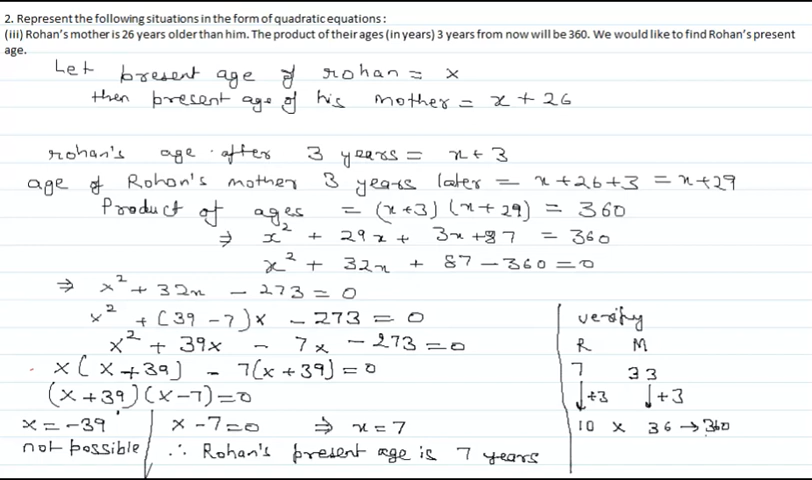 2. Represent the following situations in the form of quadratic equations :
(iii) Rohan's mother is 26 years older than him. The product of their ages (in years) 3 years from now will be 360. We would like to find Rohan's present
age.
Let present age of rohan = x
then present age of his mother = x + 26
rohan's age after 3 years = x + 3
age of Rohan's mother 3 years later = x + 26 + 3 = x + 29
Product of ages = (x+3) (x + 29) = 360
⇒ x² + 29x + 3x + 87 = 360
x² + 32x + 87 - 360 = 0
⇒ x² + 32x - 273 = 0
x² + (39 - 7)x - 273 = 0
x² + 39x - 7x - 273 = 0
x(x + 39) - 7(x + 39) = 0
(x + 39)(x - 7) = 0
x = -39
not possible
x - 7 = 0 ⇒ x = 7
∴ Rohan's present age is 7 years
verify
R M
7 33
↓+3 ↓+3
10 × 36 → 360